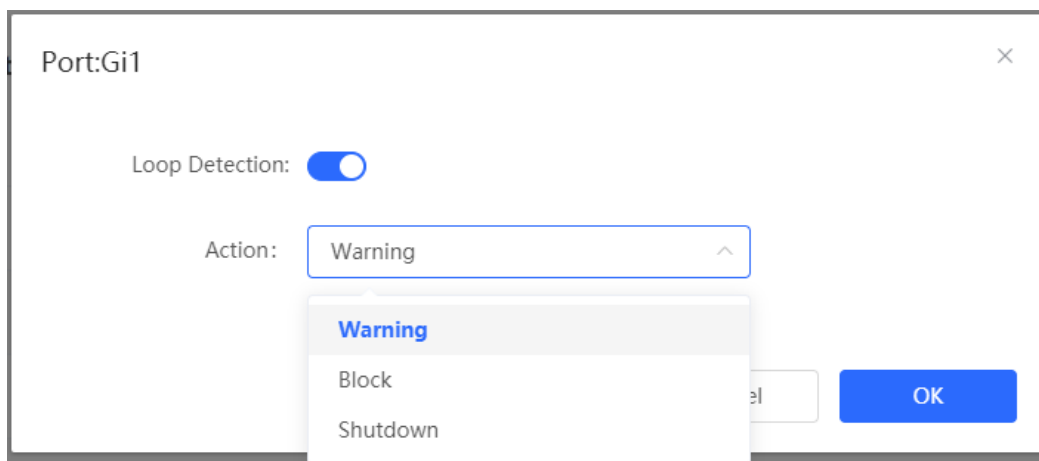 Port:Gi1
Loop Detection:
Action:
Warning
Warning
Block
Shutdown
OK